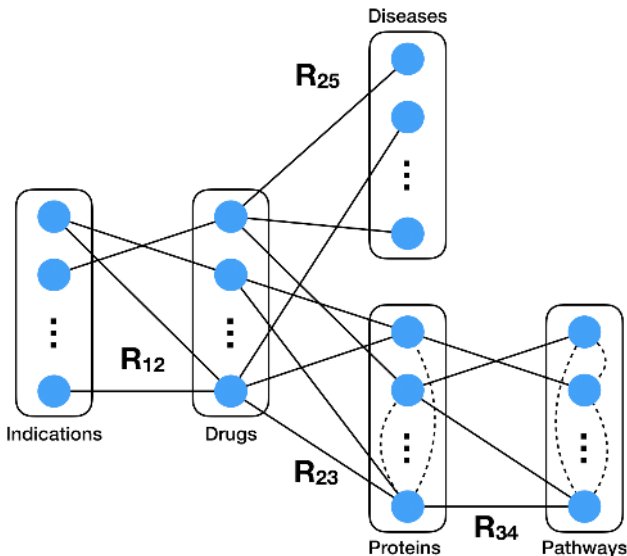 Diseases
R25
R12
Indications
Drugs
R23
R34
Proteins
Pathways